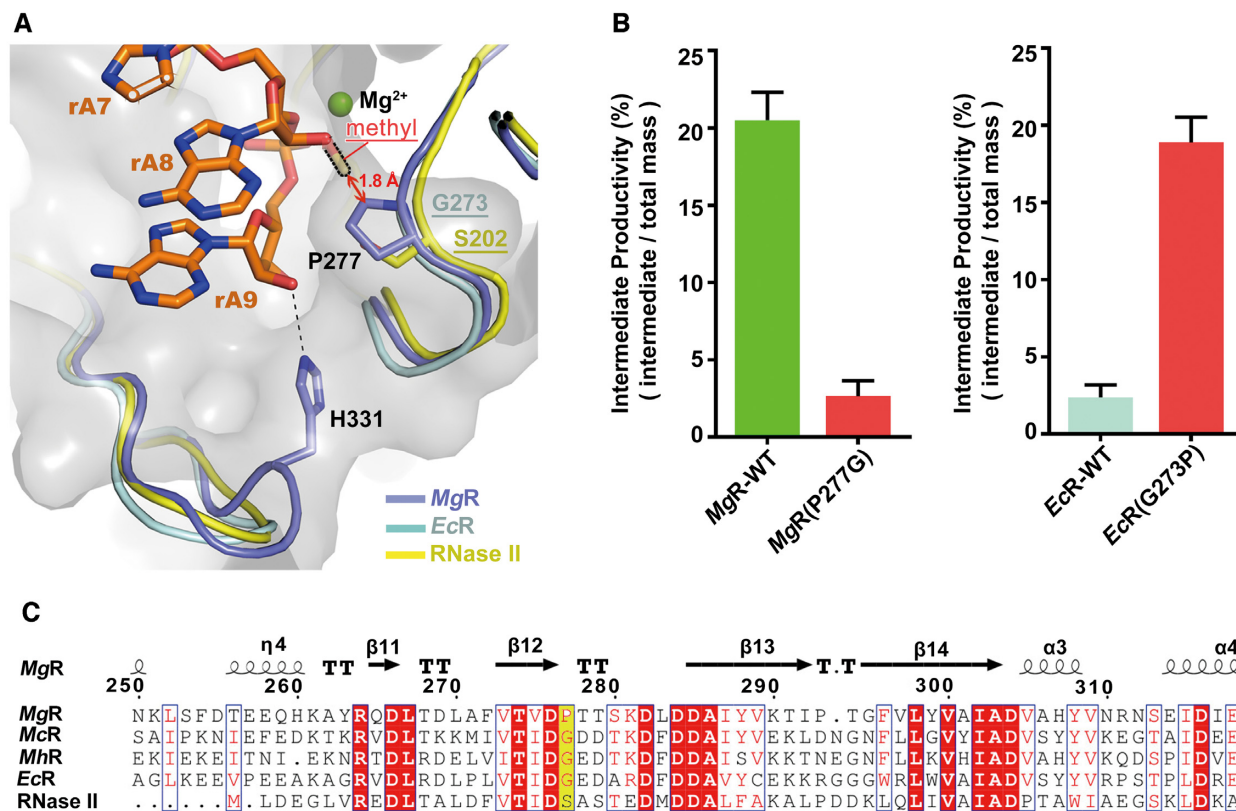 A
rA7
Mg2+
methyl
rA8
1.8 Å
G273
S202
P277
rA9
H331
MgR
EcR
RNase II
B
Intermediate Productivity (%)
( intermediate / total mass)
25
20
15
10
5
0
MgR-WT
MgR(P277G)
Intermediate Productivity (%)
( intermediate / total mass)
25
20
15
10
5
0
EcR-WT
EcR(G273P)
C
η4 β11 β12 β13 β14 α3 α4
MgR TT TT TT T.T
250 260 270 280 290 300 310
MgR NKLSFDTEEQHKAYRQDLTDLAFVTVDPTTSKDLDDAIYVKTIP.TGFVLYVAIADVAHYVNRNSEIDIE
McR SAIPKNIEFEDKTKRVDLTKKMIVTIDGDDTKDFDDAIYVEKLDNGNFLLGVYIADVSYYVKEGTAIDEE
MhR EKIEKEITNI.EKNRTDLRDELVITIDGEDARDFDDAVYVKKTNEGNFLLKVYIADVSHYVKQDSPIDVE
EcR AGLKEEVPEEAKAGRVDLRDLPLVTIDGEDARDFDDAVYCEKKRGGGWRLWVAIADVSYYVRPSTPLDRE
RNase II ......M.LDEGLVREDLTALDFVTIDSASTEDMDDALFAKALPDDKLQLIVAIADPTAWIAEGSKLDKA